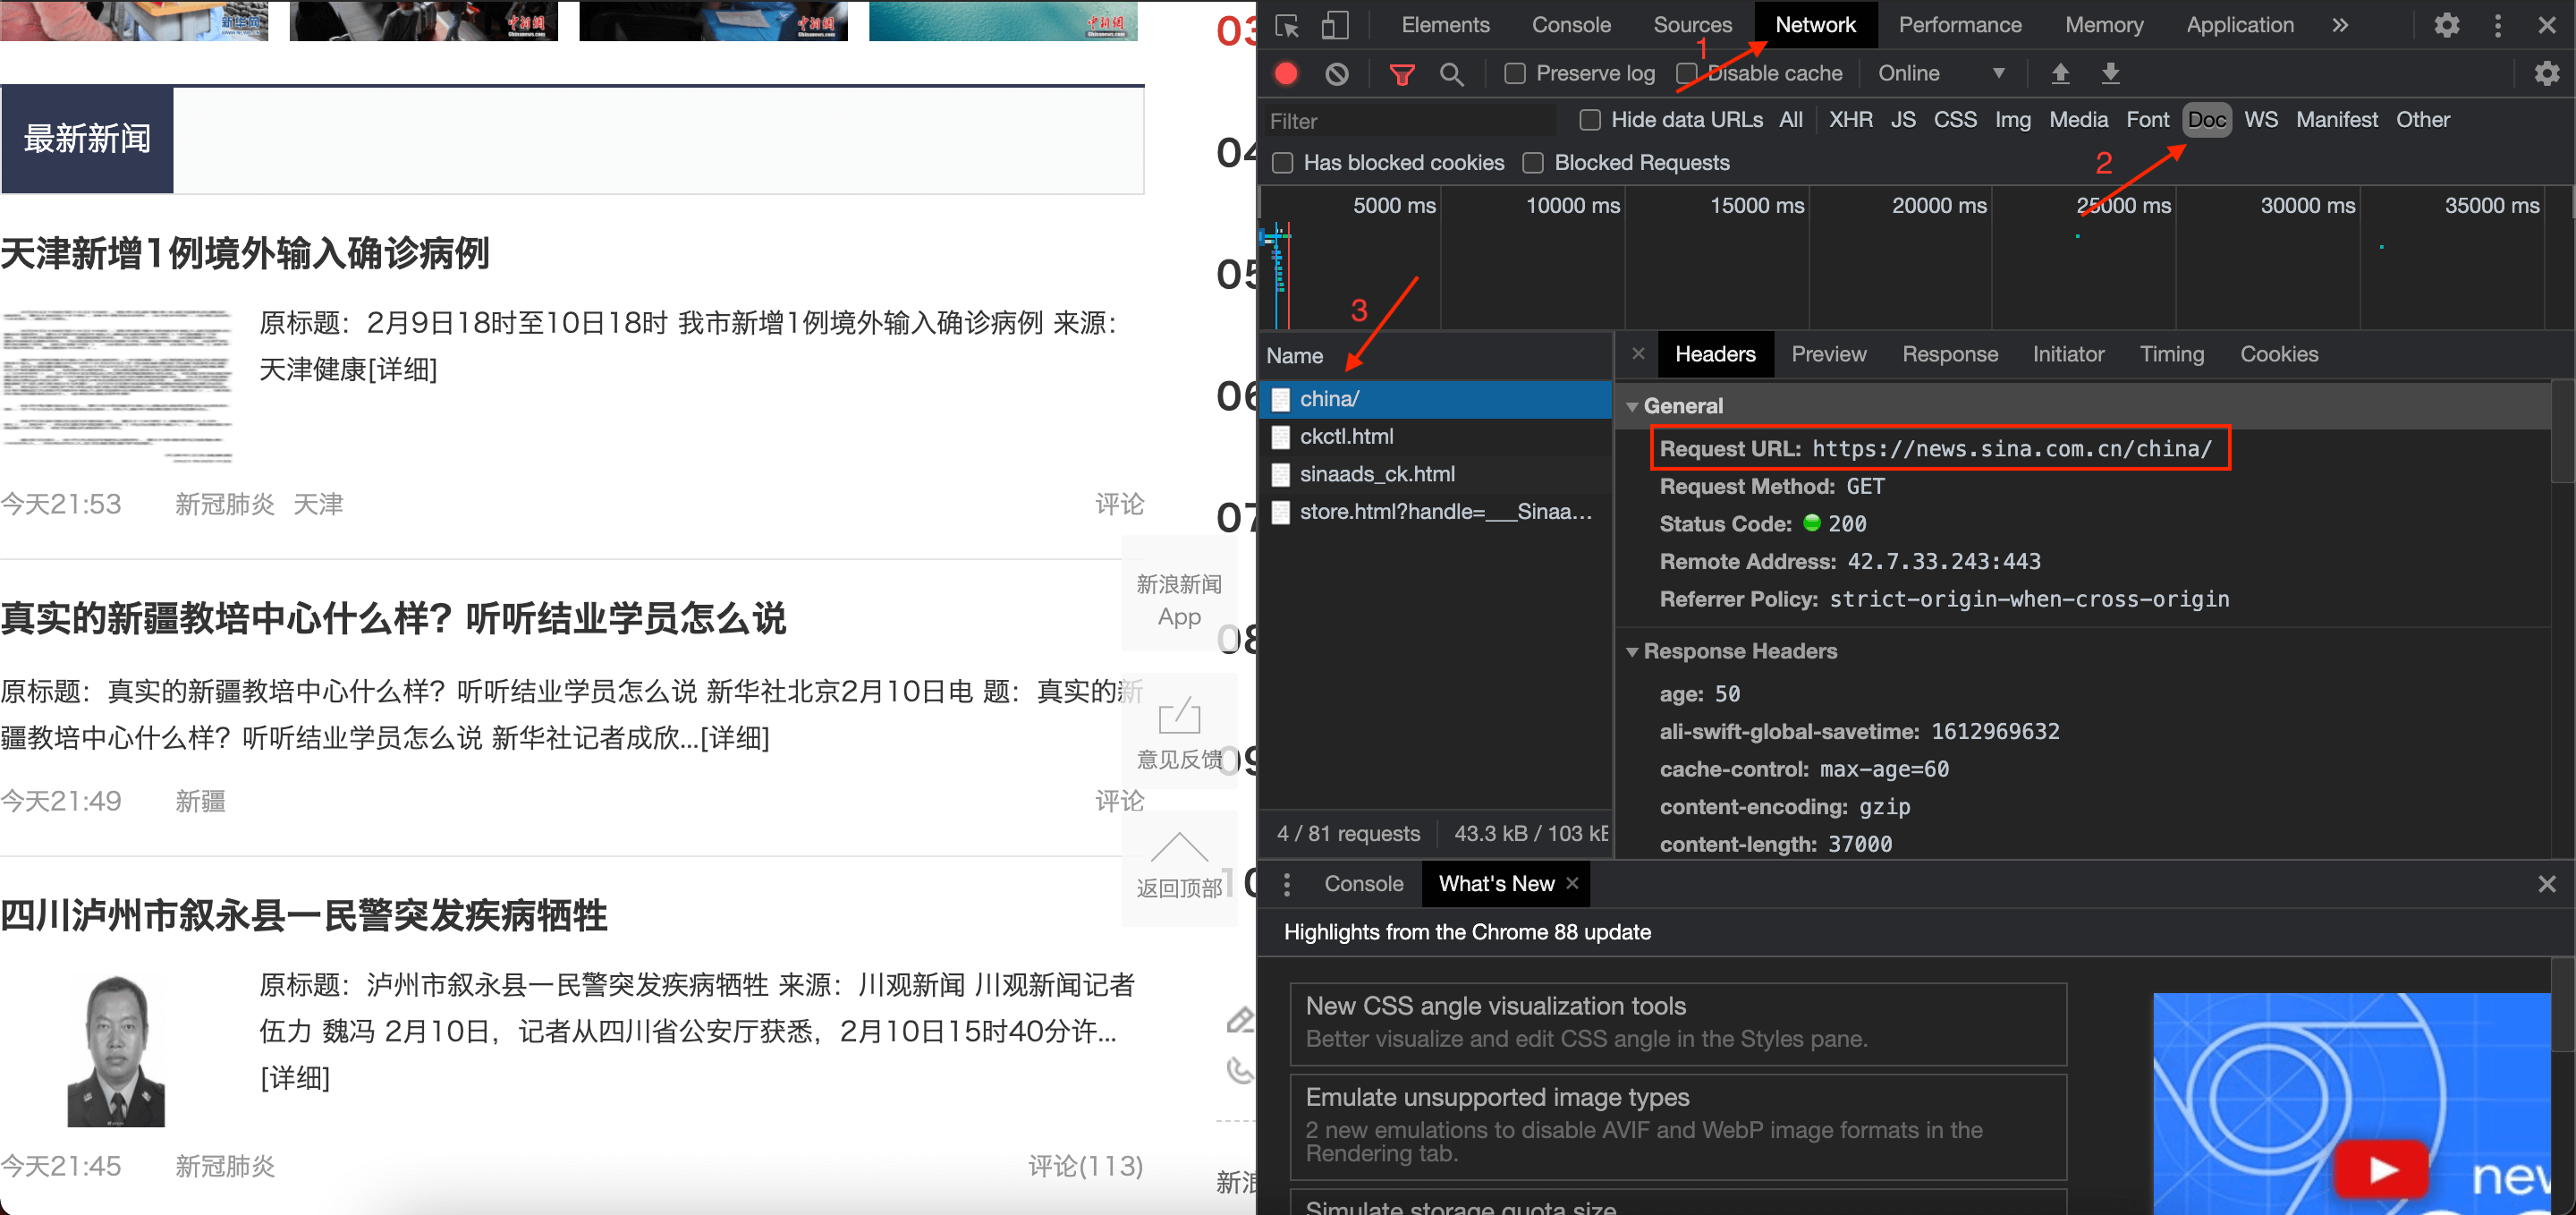 新华网
中新网
Chinanews.com
中新网
Chinanews.com
中新网
Chinanews.com
最新新闻
天津新增1例境外输入确诊病例
原标题：2月9日18时至10日18时 我市新增1例境外输入确诊病例 来源：
天津健康[详细]
今天21:53 新冠肺炎 天津 评论
真实的新疆教培中心什么样？听听结业学员怎么说
原标题：真实的新疆教培中心什么样？听听结业学员怎么说 新华社北京2月10日电 题：真实的新
疆教培中心什么样？听听结业学员怎么说 新华社记者成欣...[详细]
今天21:49 新疆 评论
四川泸州市叙永县一民警突发疾病牺牲
原标题：泸州市叙永县一民警突发疾病牺牲 来源：川观新闻 川观新闻记者
伍力 魏冯 2月10日，记者从四川省公安厅获悉，2月10日15时40分许...
[详细]
今天21:45 新冠肺炎 评论(113)
03
04
05
06
07
08
09
10
新浪新闻
App
意见反馈
返回顶部
新浪
Elements Console Sources Network Performance Memory Application »
1
Preserve log Disable cache Online
Filter Hide data URLs All XHR JS CSS Img Media Font Doc WS Manifest Other
Has blocked cookies Blocked Requests
2
5000 ms 10000 ms 15000 ms 20000 ms 25000 ms 30000 ms 35000 ms
3
Name
china/
ckctl.html
sinaads_ck.html
store.html?handle=___Sinaa…
4 / 81 requests 43.3 kB / 103 kB
Headers Preview Response Initiator Timing Cookies
General
Request URL: https://news.sina.com.cn/china/
Request Method: GET
Status Code: 200
Remote Address: 42.7.33.243:443
Referrer Policy: strict-origin-when-cross-origin
Response Headers
age: 50
ali-swift-global-savetime: 1612969632
cache-control: max-age=60
content-encoding: gzip
content-length: 37000
Console What's New
Highlights from the Chrome 88 update
New CSS angle visualization tools
Better visualize and edit CSS angle in the Styles pane.
Emulate unsupported image types
2 new emulations to disable AVIF and WebP image formats in the
Rendering tab.
Simulate storage quota size
new